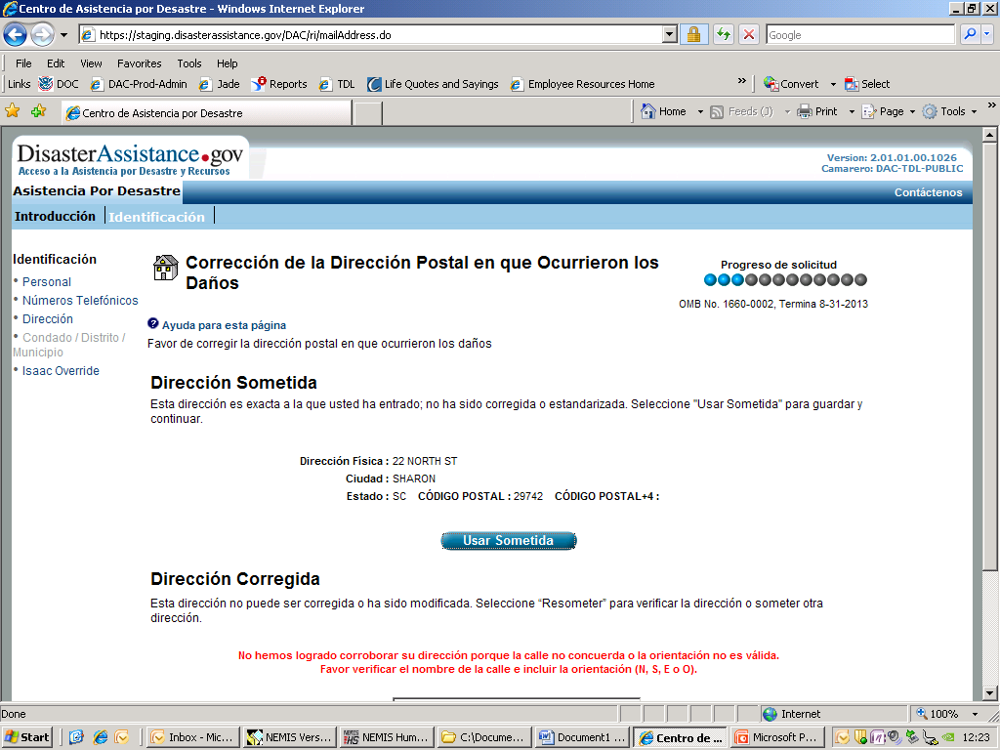 Centro de Asistencia por Desastre - Windows Internet Explorer
https://staging.disasterassistance.gov/DAC/ri/mailAddress.do
Google
File Edit View Favorites Tools Help
Links DOC DAC-Prod-Admin Jade Reports TDL Life Quotes and Sayings Employee Resources Home » Convert Select
Centro de Asistencia por Desastre
Home Feeds (J) Print Page Tools »
DisasterAssistance.gov
Acceso a la Asistencia por Desastre y Recursos
Version: 2.01.01.00.1026
Camarero: DAC-TDL-PUBLIC
Asistencia Por Desastre
Contáctenos
Introducción Identificación
Identificación
• Personal
• Números Telefónicos
• Dirección
• Condado / Distrito /
Municipio
• Isaac Override
Corrección de la Dirección Postal en que Ocurrieron los
Daños
Progreso de solicitud
OMB No. 1660-0002, Termina 8-31-2013
? Ayuda para esta página
Favor de corregir la dirección postal en que ocurrieron los daños
Dirección Sometida
Esta dirección es exacta a la que usted ha entrado; no ha sido corregida o estandarizada. Seleccione "Usar Sometida" para guardar y
continuar.
Dirección Física : 22 NORTH ST
Ciudad : SHARON
Estado : SC CÓDIGO POSTAL : 29742 CÓDIGO POSTAL+4 :
Usar Sometida
Dirección Corregida
Esta dirección no puede ser corregida o ha sido modificada. Seleccione “Resometer” para verificar la dirección o someter otra
dirección.
No hemos logrado corroborar su dirección porque la calle no concuerda o la orientación no es válida.
Favor verificar el nombre de la calle e incluir la orientación (N, S, E o O).
Done
Internet
100%
Start Inbox - Mic... NEMIS Vers... NEMIS Hum... C:\Docume... Document1 ... Centro de ... Microsoft P... 12:23